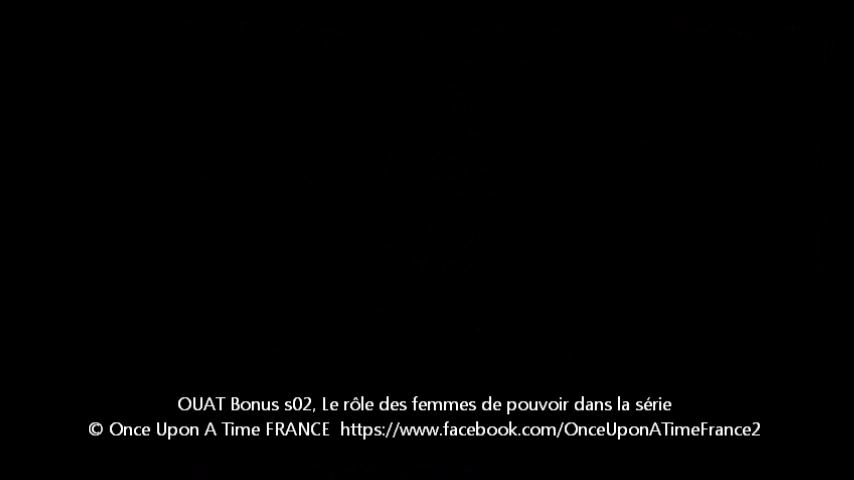 OUAT Bonus s02, Le rôle des femmes de pouvoir dans la série
© Once Upon A Time FRANCE https://www.facebook.com/OnceUponATimeFrance2